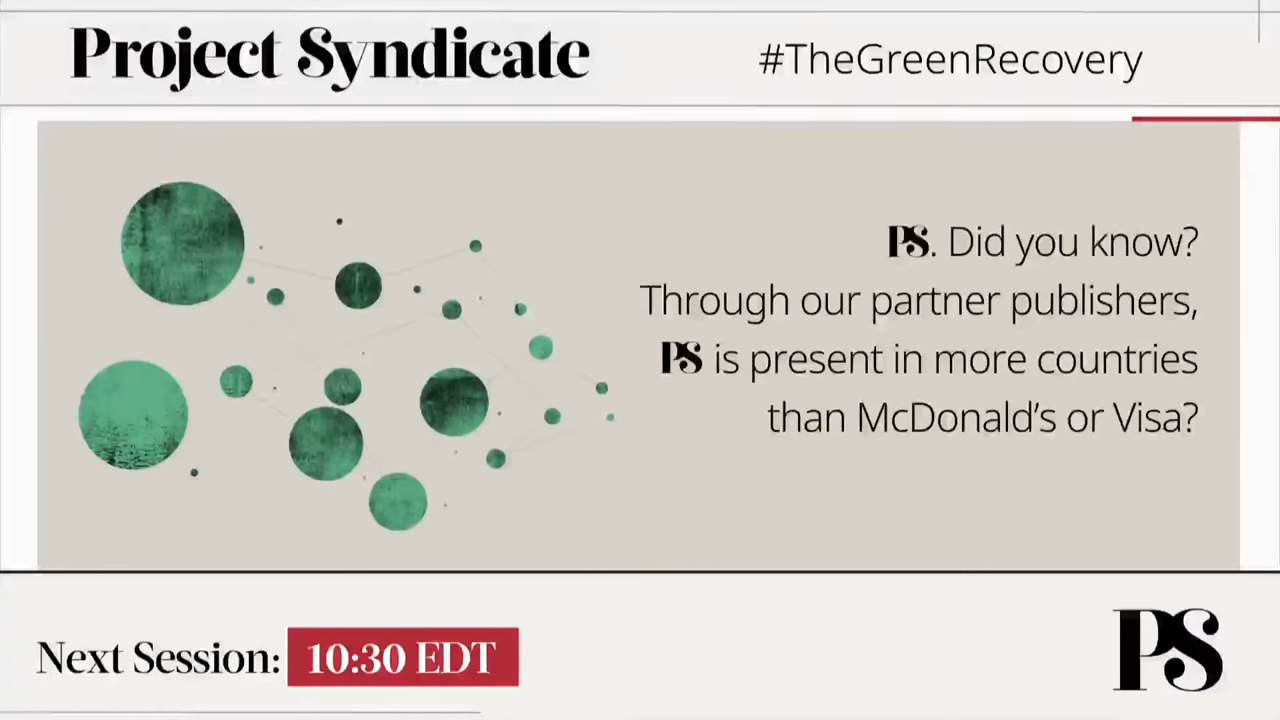 Project Syndicate
#TheGreenRecovery
PS. Did you know?
Through our partner publishers,
PS is present in more countries
than McDonald’s or Visa?
Next Session: 10:30 EDT
PS